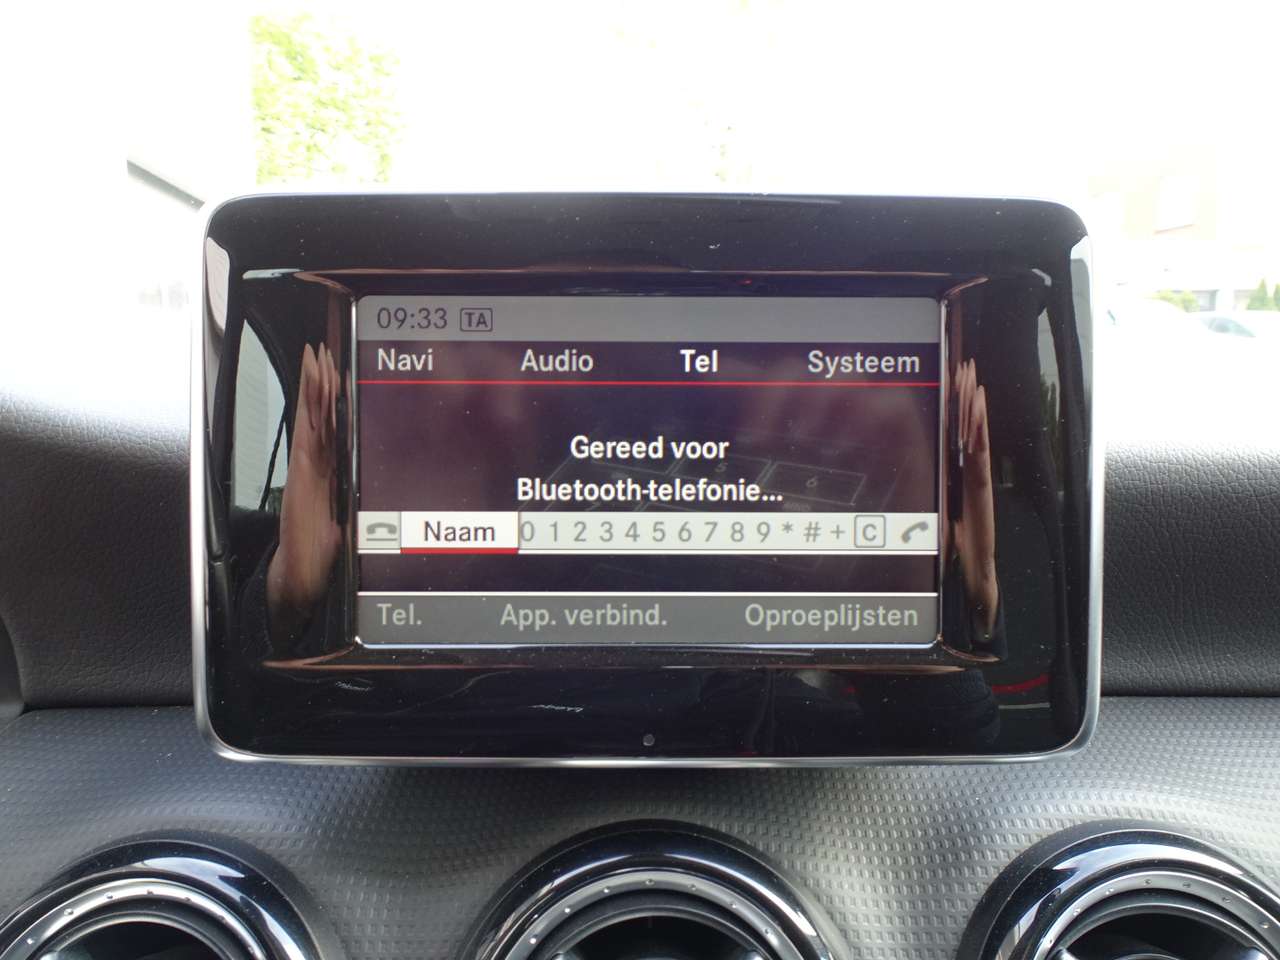 09:33 TA
Navi Audio Tel Systeem
Gereed voor
Bluetooth-telefonie...
Naam 0 1 2 3 4 5 6 7 8 9 * # + C
Tel. App. verbind. Oproeplijsten